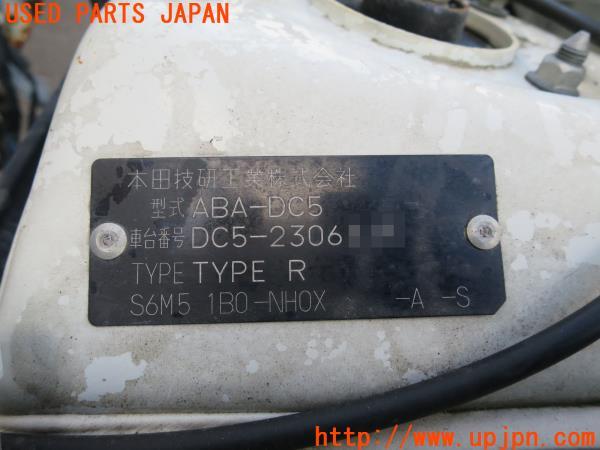 USED PARTS JAPAN
本田技研工業株式会社
型式 ABA-DC5
車台番号 DC5-2306
TYPE TYPE R
S6M5 1B0-NH0X -A -S
http://www.upjpn.com